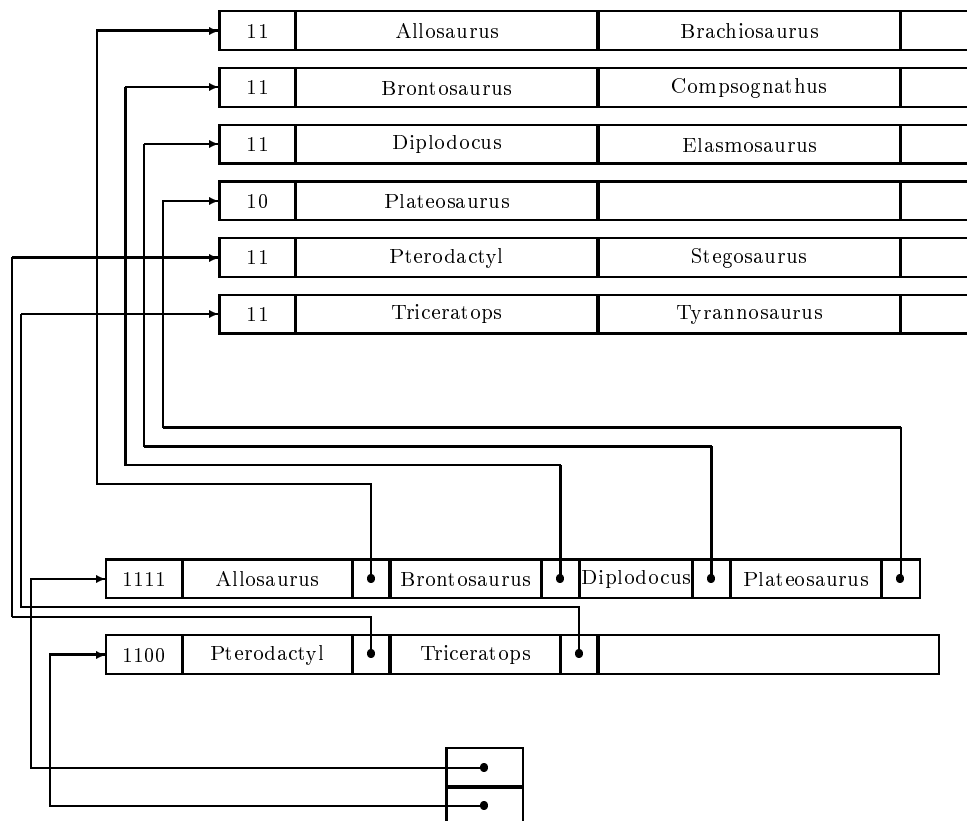 11 Allosaurus Brachiosaurus
11 Brontosaurus Compsognathus
11 Diplodocus Elasmosaurus
10 Plateosaurus
11 Pterodactyl Stegosaurus
11 Triceratops Tyrannosaurus
1111 Allosaurus Brontosaurus Diplodocus Plateosaurus
1100 Pterodactyl Triceratops